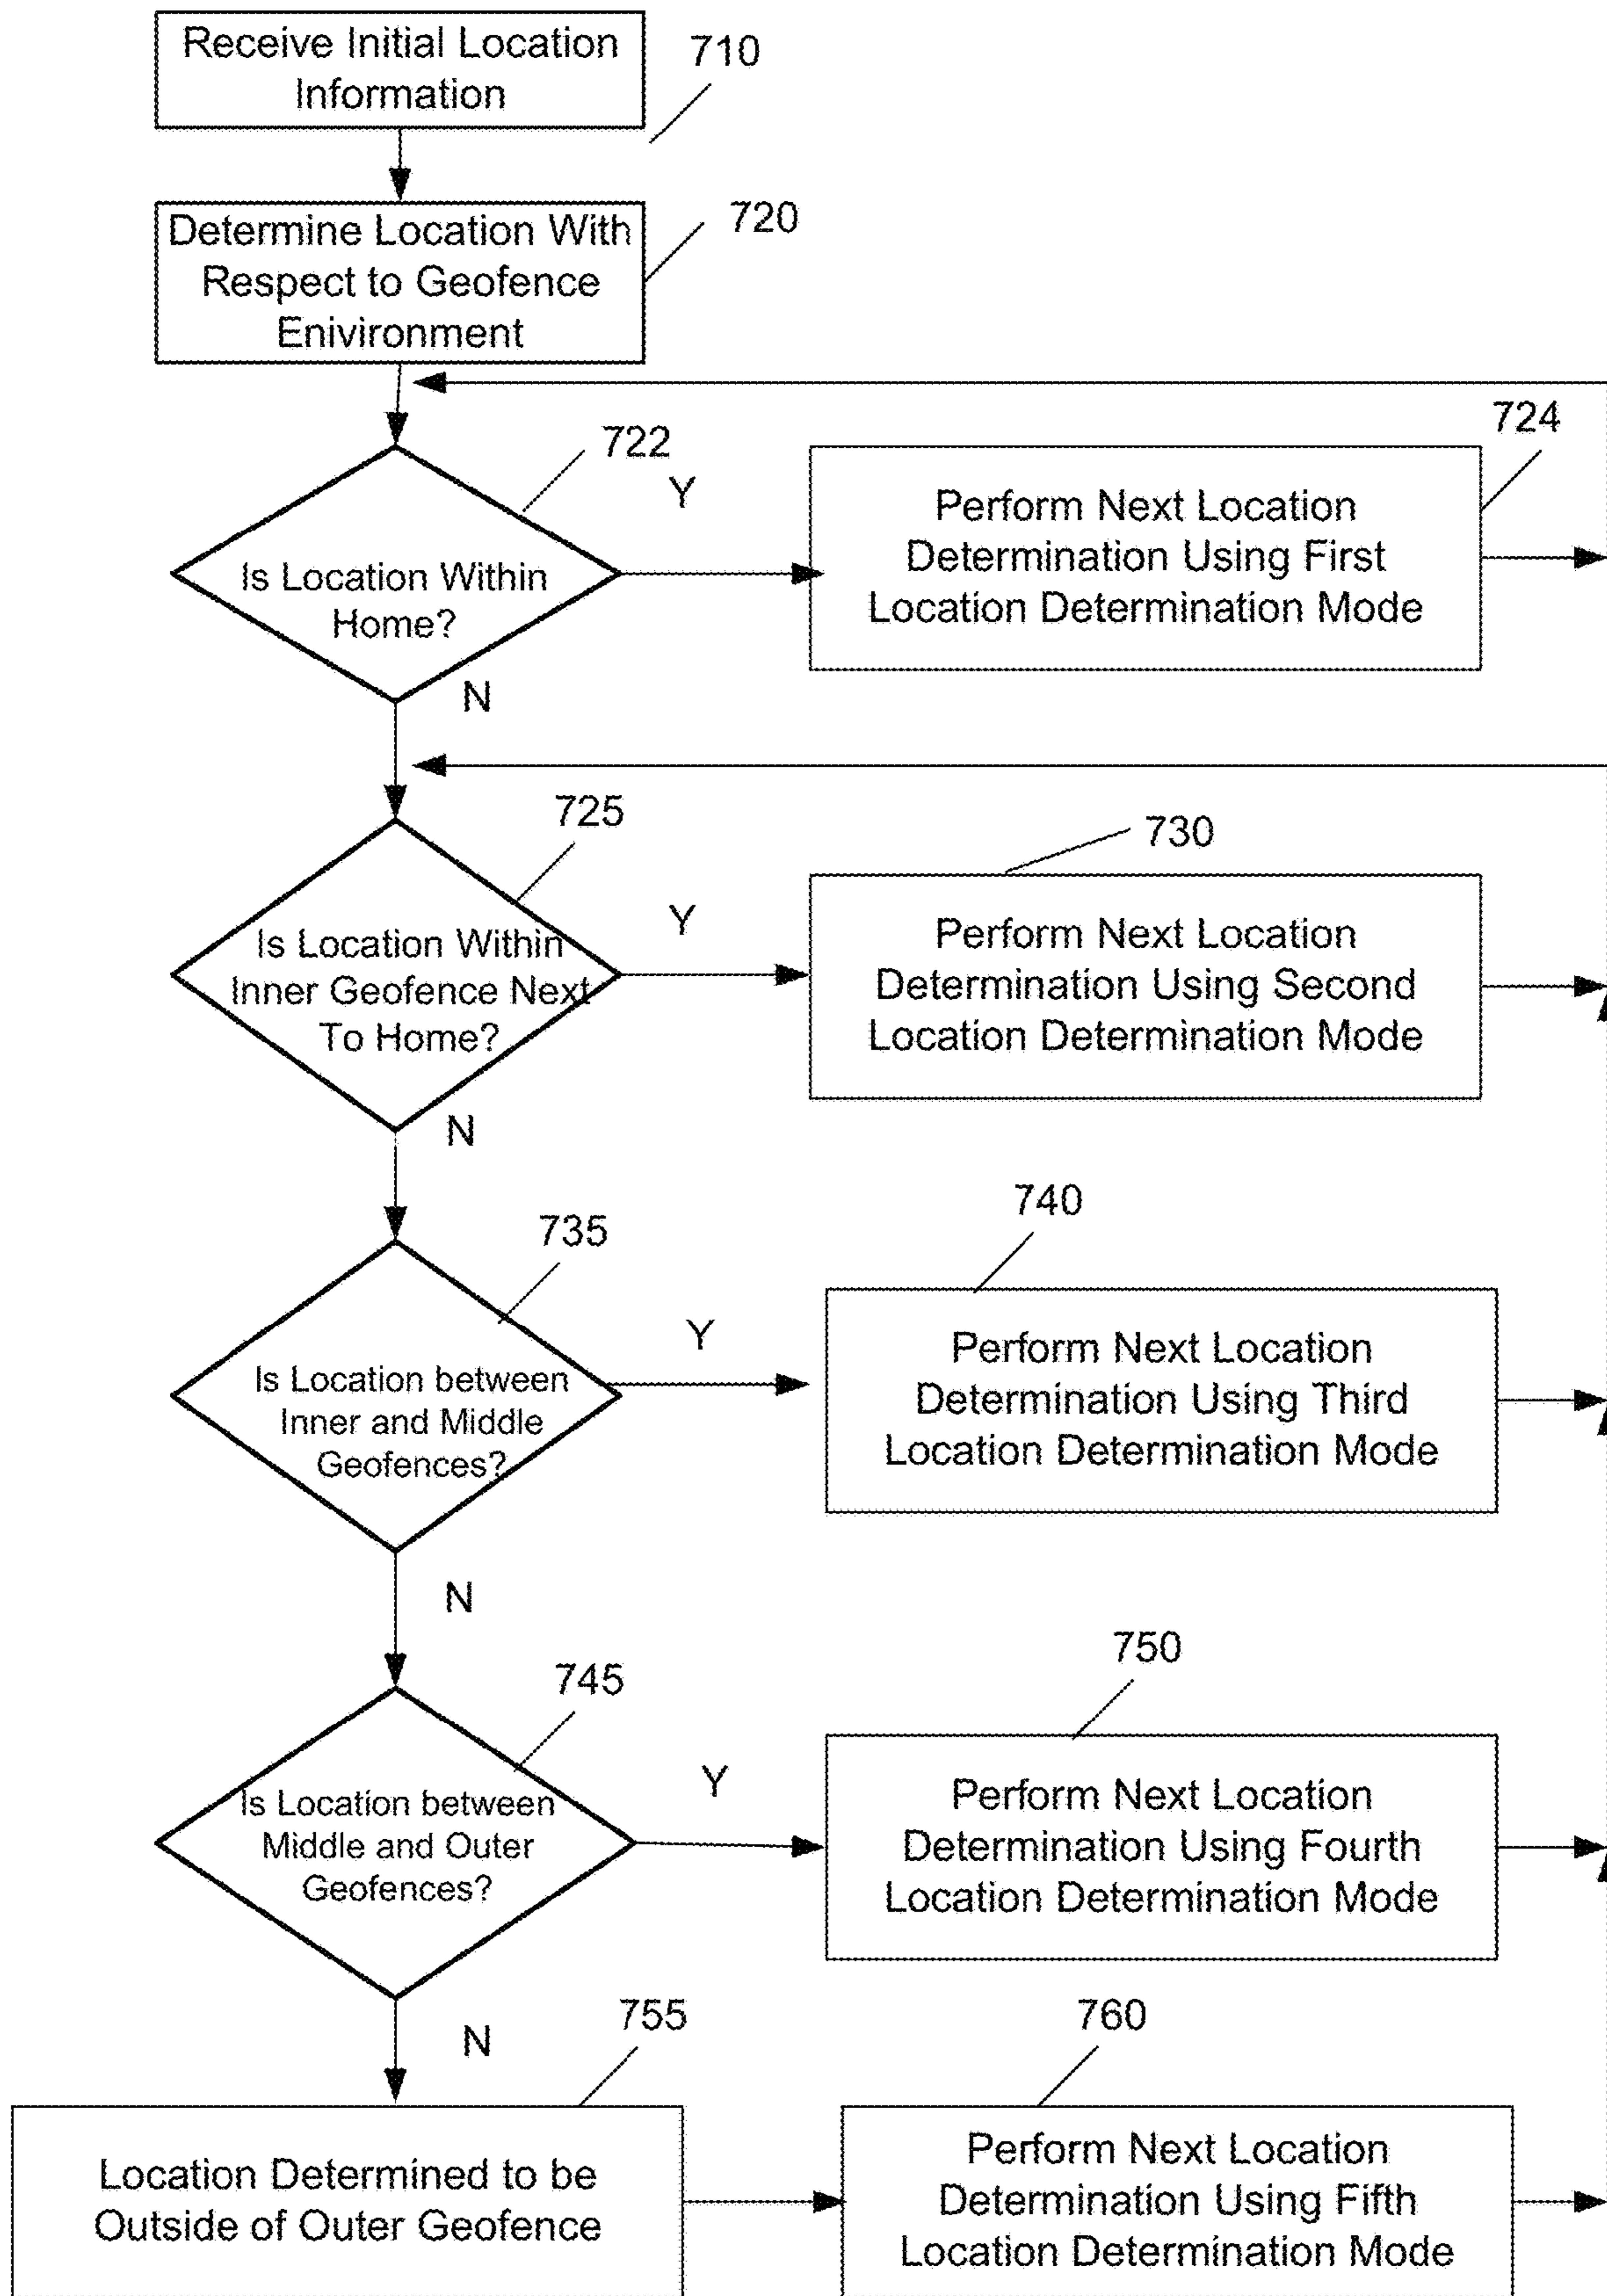 Receive Initial Location
Information
710
Determine Location With
Respect to Geofence
Enivironment
720
722
Is Location Within
Home?
Y
N
Perform Next Location
Determination Using First
Location Determination Mode
724
725
Is Location Within
Inner Geofence Next
To Home?
Y
N
730
Perform Next Location
Determination Using Second
Location Determination Mode
735
Is Location between
Inner and Middle
Geofences?
Y
N
740
Perform Next Location
Determination Using Third
Location Determination Mode
745
Is Location between
Middle and Outer
Geofences?
Y
N
750
Perform Next Location
Determination Using Fourth
Location Determination Mode
755
Location Determined to be
Outside of Outer Geofence
760
Perform Next Location
Determination Using Fifth
Location Determination Mode